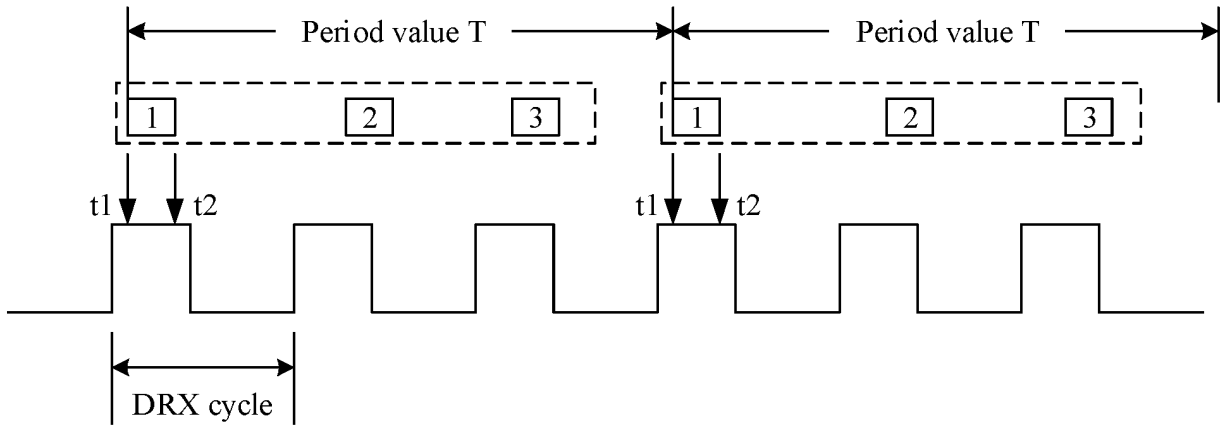 Period value T Period value T
1 2 3 1 2 3
t1 t2 t1 t2
DRX cycle